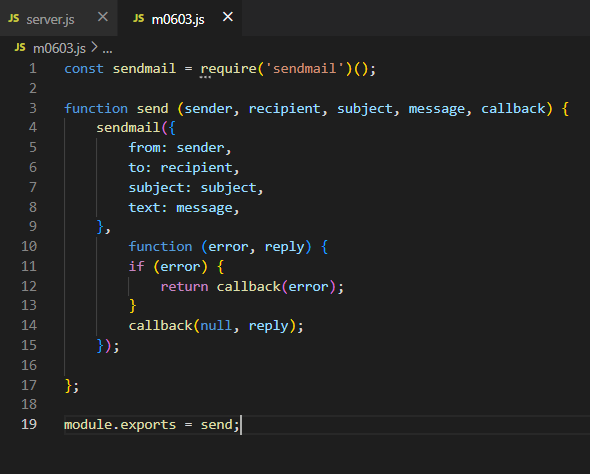 JS server.js × JS m0603.js ×
JS m0603.js > ...
1 const sendmail = require('sendmail')();
2
3 function send (sender, recipient, subject, message, callback) {
4     sendmail({
5         from: sender,
6         to: recipient,
7         subject: subject,
8         text: message,
9     },
10         function (error, reply) {
11         if (error) {
12             return callback(error);
13         }
14         callback(null, reply);
15     });
16
17 };
18
19 module.exports = send;